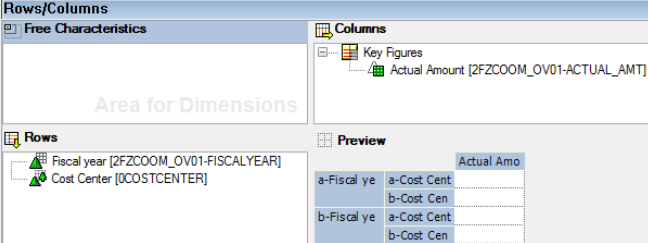 Rows/Columns
Free Characteristics
Area for Dimensions
Columns
Key Figures
Actual Amount [2FZCOOM_OV01-ACTUAL_AMT]
Rows
Fiscal year [2FZCOOM_OV01-FISCALYEAR]
Cost Center [0COSTCENTER]
Preview
Actual Amo
a-Fiscal ye a-Cost Cent
b-Cost Cen
b-Fiscal ye a-Cost Cent
b-Cost Cen